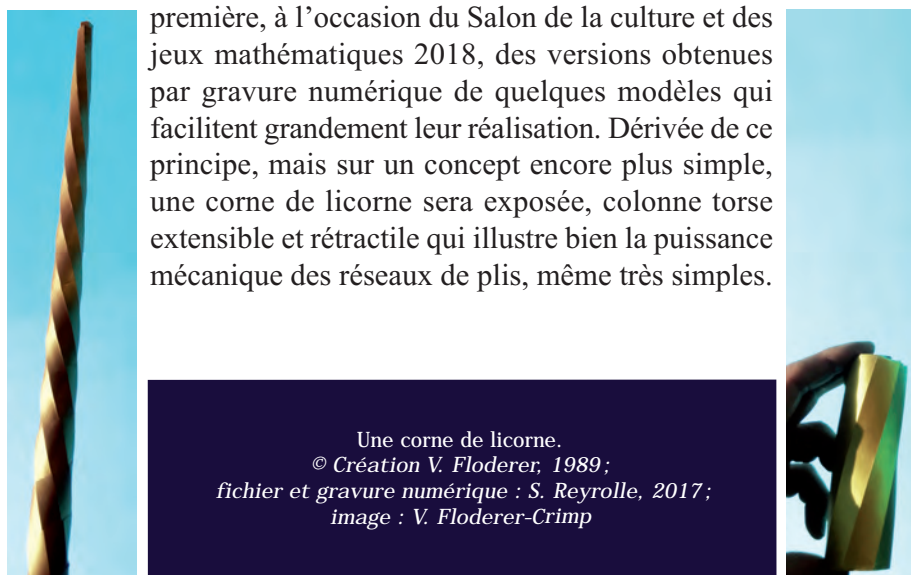 première, à l’occasion du Salon de la culture et des
jeux mathématiques 2018, des versions obtenues
par gravure numérique de quelques modèles qui
facilitent grandement leur réalisation. Dérivée de ce
principe, mais sur un concept encore plus simple,
une corne de licorne sera exposée, colonne torse
extensible et rétractile qui illustre bien la puissance
mécanique des réseaux de plis, même très simples.
Une corne de licorne.
© Création V. Floderer, 1989 ;
fichier et gravure numérique : S. Reyrolle, 2017 ;
image : V. Floderer-Crimp